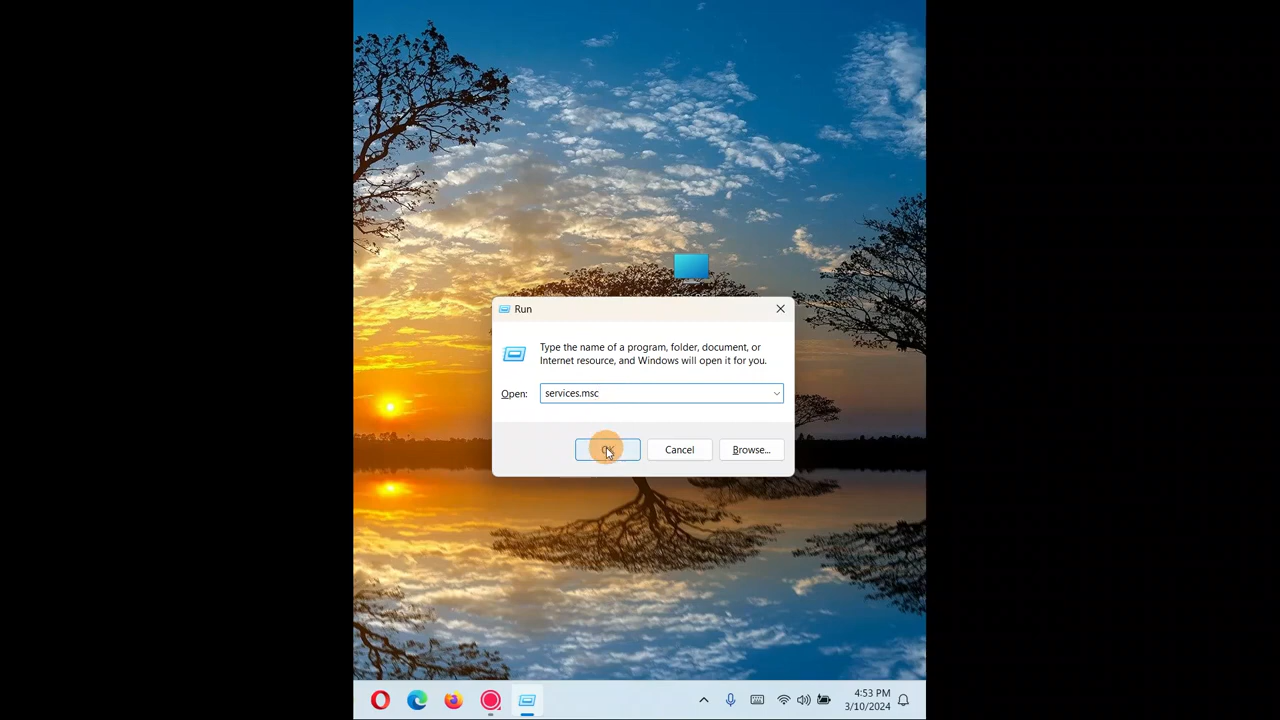 Run
Type the name of a program, folder, document, or
Internet resource, and Windows will open it for you.
Open: services.msc
Cancel Browse...
4:53 PM
3/10/2024